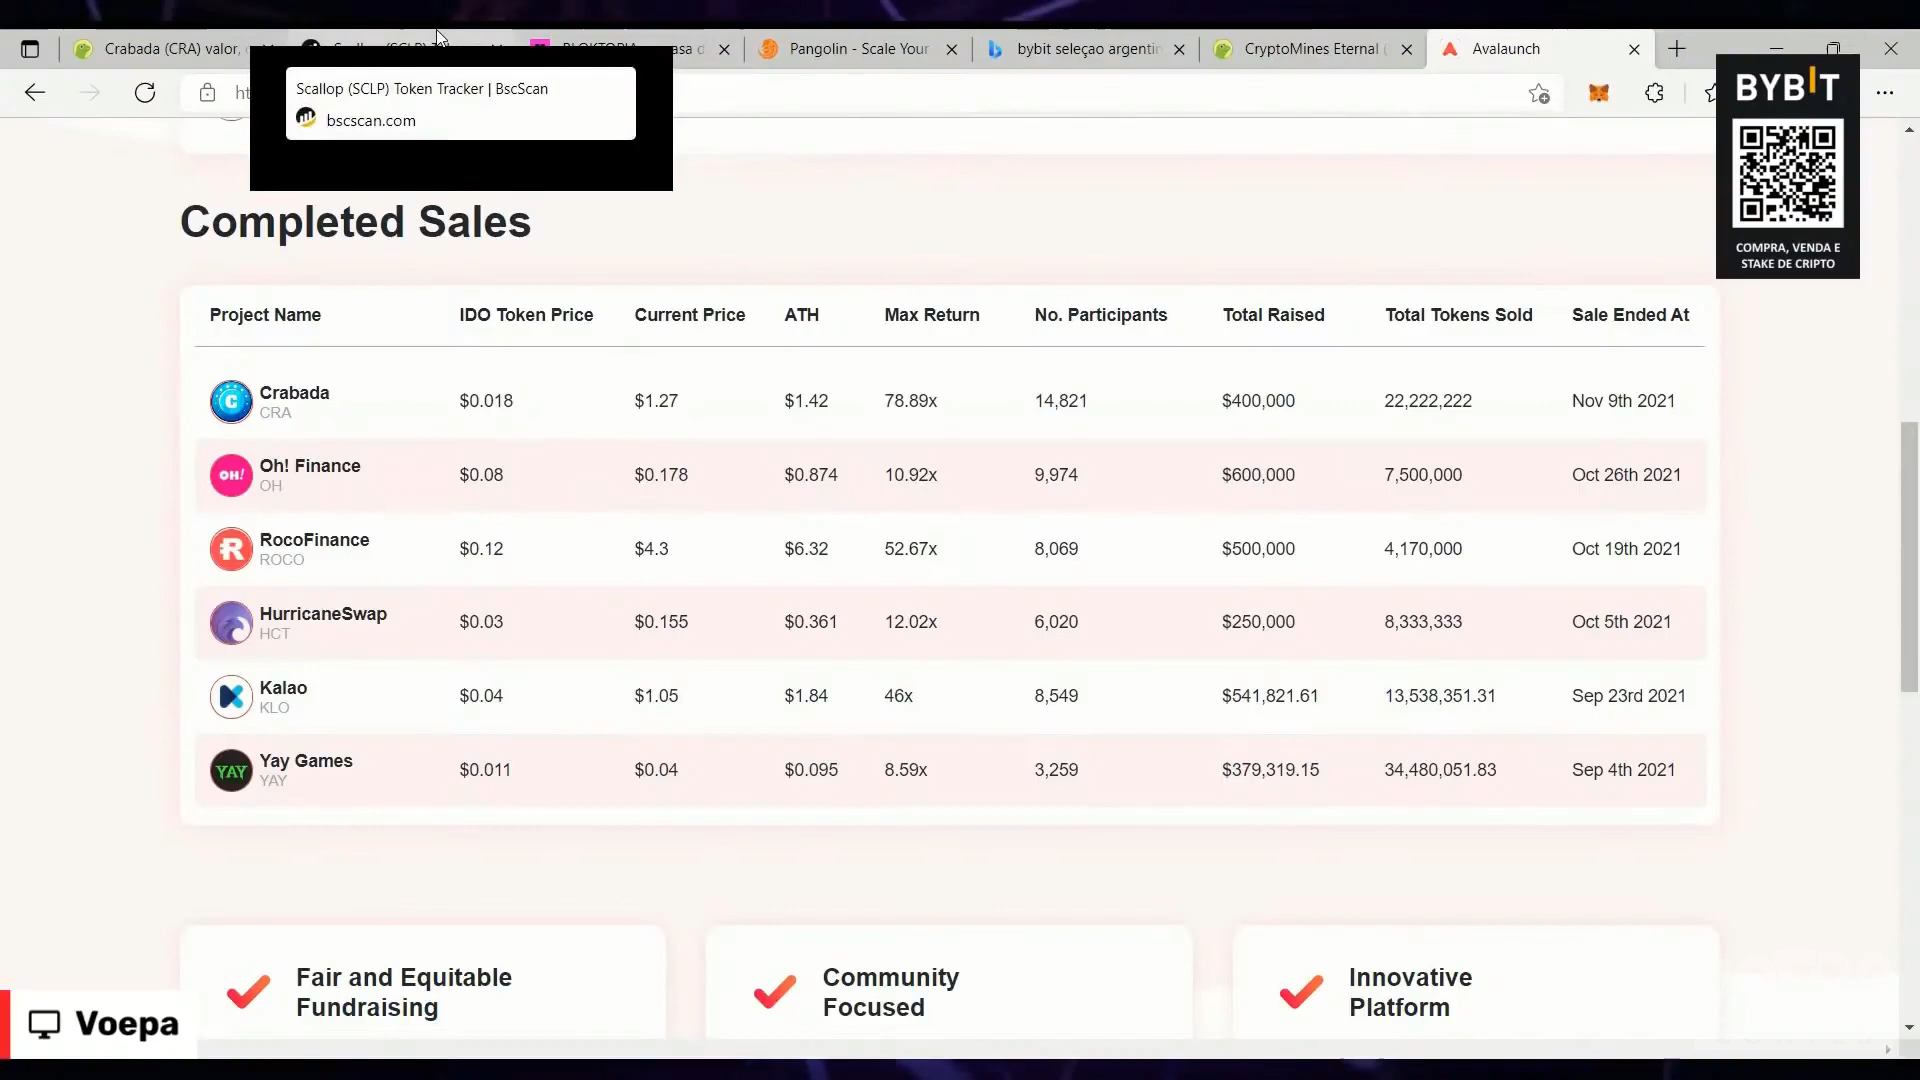 Crabada (CRA) valor,
Pangolin - Scale Your
bybit seleçao argentin
CryptoMines Eternal (
Avalaunch
Scallop (SCLP) Token Tracker | BscScan
bscscan.com
BYBIT
COMPRA, VENDA E
STAKE DE CRIPTO
Completed Sales
Project Name IDO Token Price Current Price ATH Max Return No. Participants Total Raised Total Tokens Sold Sale Ended At
Crabada
CRA
$0.018 $1.27 $1.42 78.89x 14,821 $400,000 22,222,222 Nov 9th 2021
OH!
Oh! Finance
OH
$0.08 $0.178 $0.874 10.92x 9,974 $600,000 7,500,000 Oct 26th 2021
RocoFinance
ROCO
$0.12 $4.3 $6.32 52.67x 8,069 $500,000 4,170,000 Oct 19th 2021
HurricaneSwap
HCT
$0.03 $0.155 $0.361 12.02x 6,020 $250,000 8,333,333 Oct 5th 2021
Kalao
KLO
$0.04 $1.05 $1.84 46x 8,549 $541,821.61 13,538,351.31 Sep 23rd 2021
YAY
Yay Games
YAY
$0.011 $0.04 $0.095 8.59x 3,259 $379,319.15 34,480,051.83 Sep 4th 2021
Fair and Equitable
Fundraising
Community
Focused
Innovative
Platform
Voepa